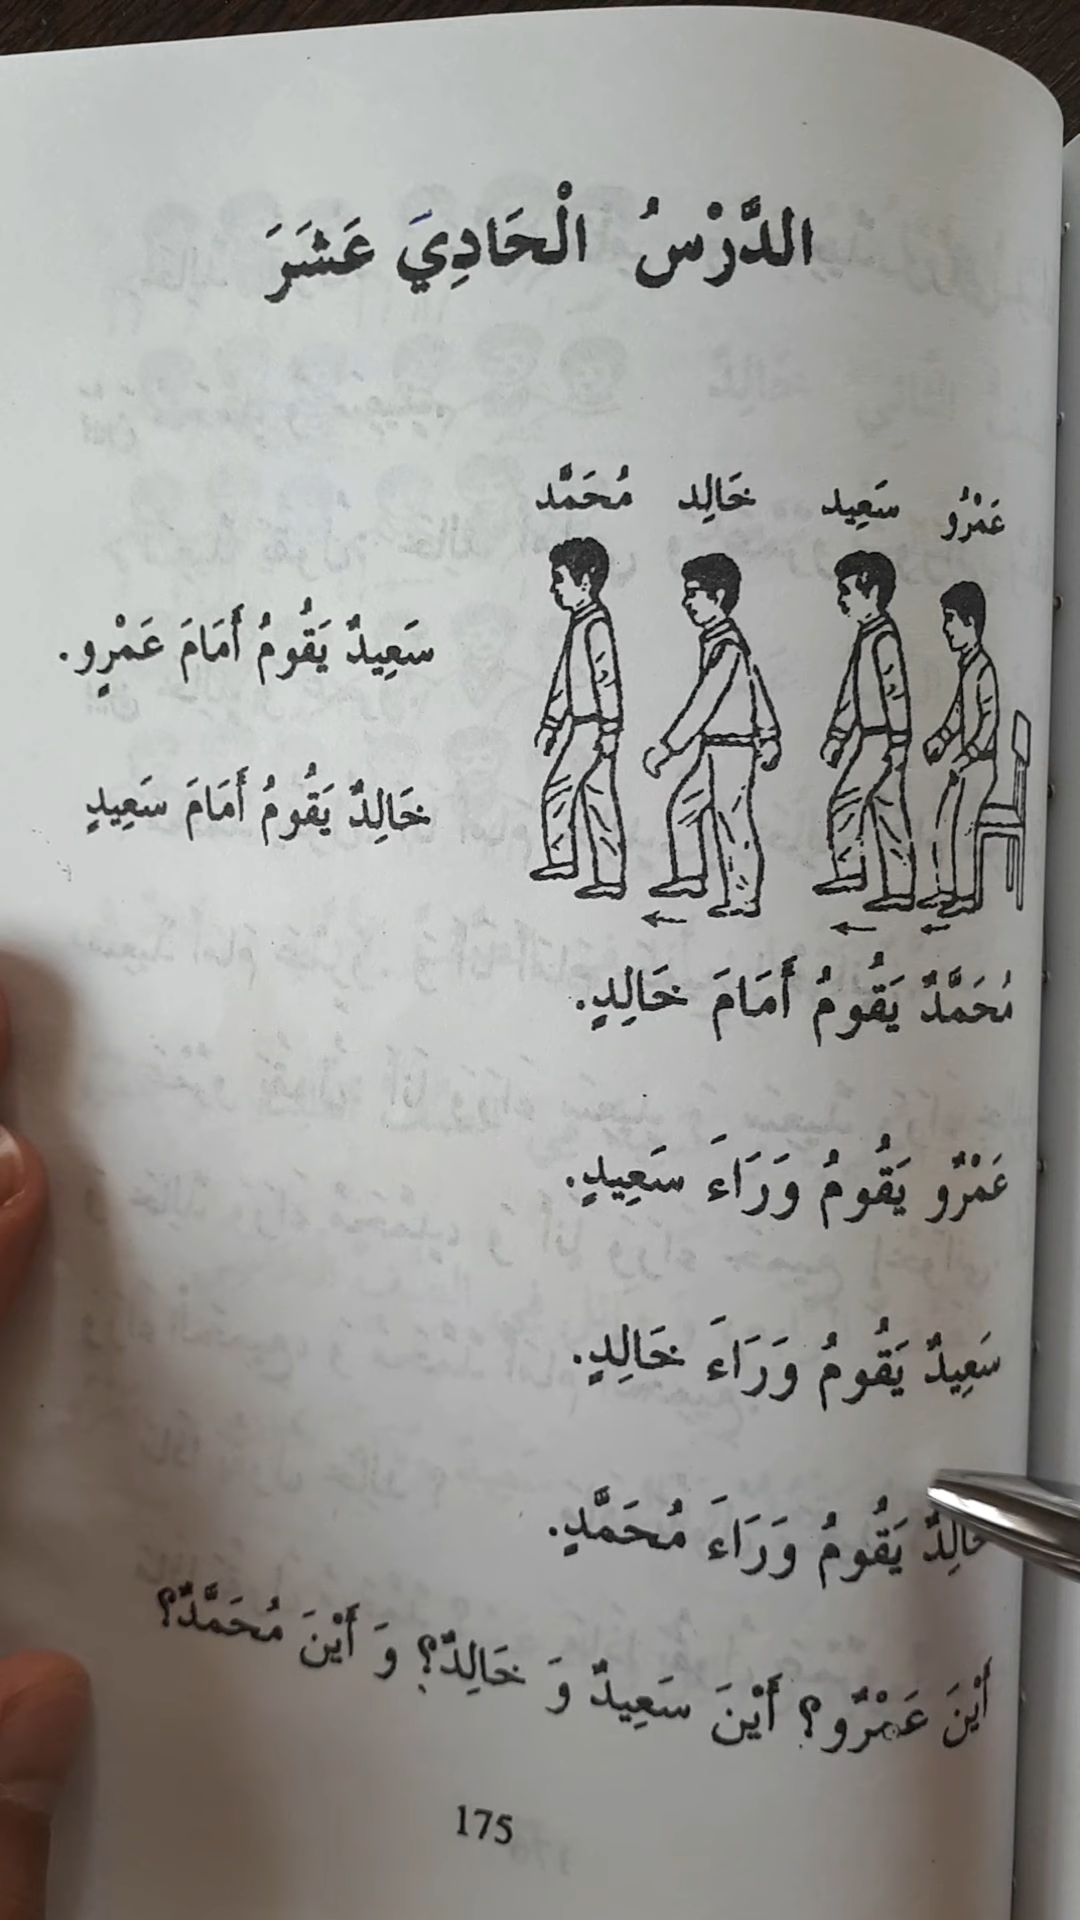 الدَّرْسُ الْحَادِيَ عَشَرَ
عَمْرُو سَعِيد خَالِد مُحَمَّد
سَعِيدٌ يَقُومُ أَمَامَ عَمْرٍو.
خَالِدٌ يَقُومُ أَمَامَ سَعِيدٍ
مُحَمَّدٌ يَقُومُ أَمَامَ خَالِدٍ.
عَمْرٌو يَقُومُ وَرَاءَ سَعِيدٍ.
سَعِيدٌ يَقُومُ وَرَاءَ خَالِدٍ.
خَالِدٌ يَقُومُ وَرَاءَ مُحَمَّدٍ.
أَيْنَ عَمْرٌو؟ أَيْنَ سَعِيدٌ وَ خَالِدٌ؟ وَ أَيْنَ مُحَمَّدٌ؟
175